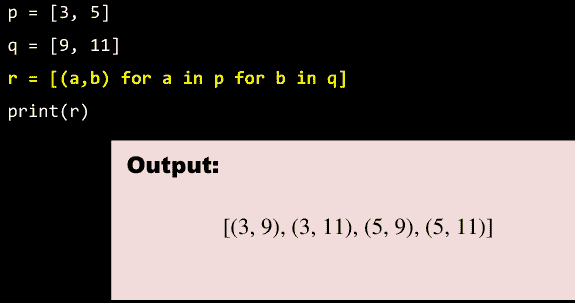 p = [3, 5]
q = [9, 11]
r = [(a,b) for a in p for b in q]
print(r)
Output:
[(3, 9), (3, 11), (5, 9), (5, 11)]